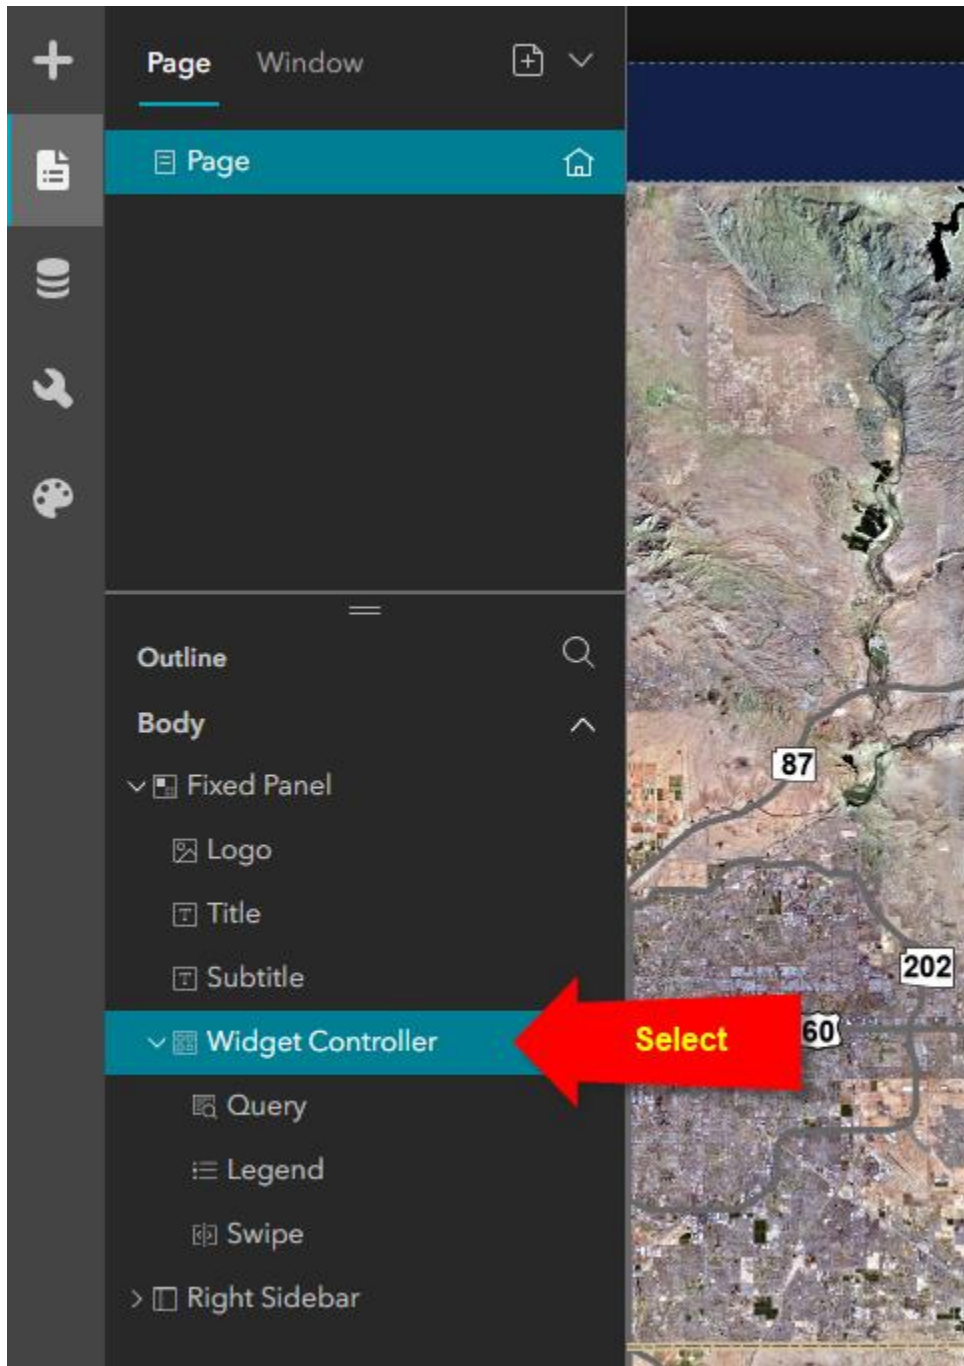 Page Window
Page
Outline
Body
Fixed Panel
87
Logo
Title
Subtitle
202
Widget Controller
Select
60
Query
Legend
Swipe
Right Sidebar